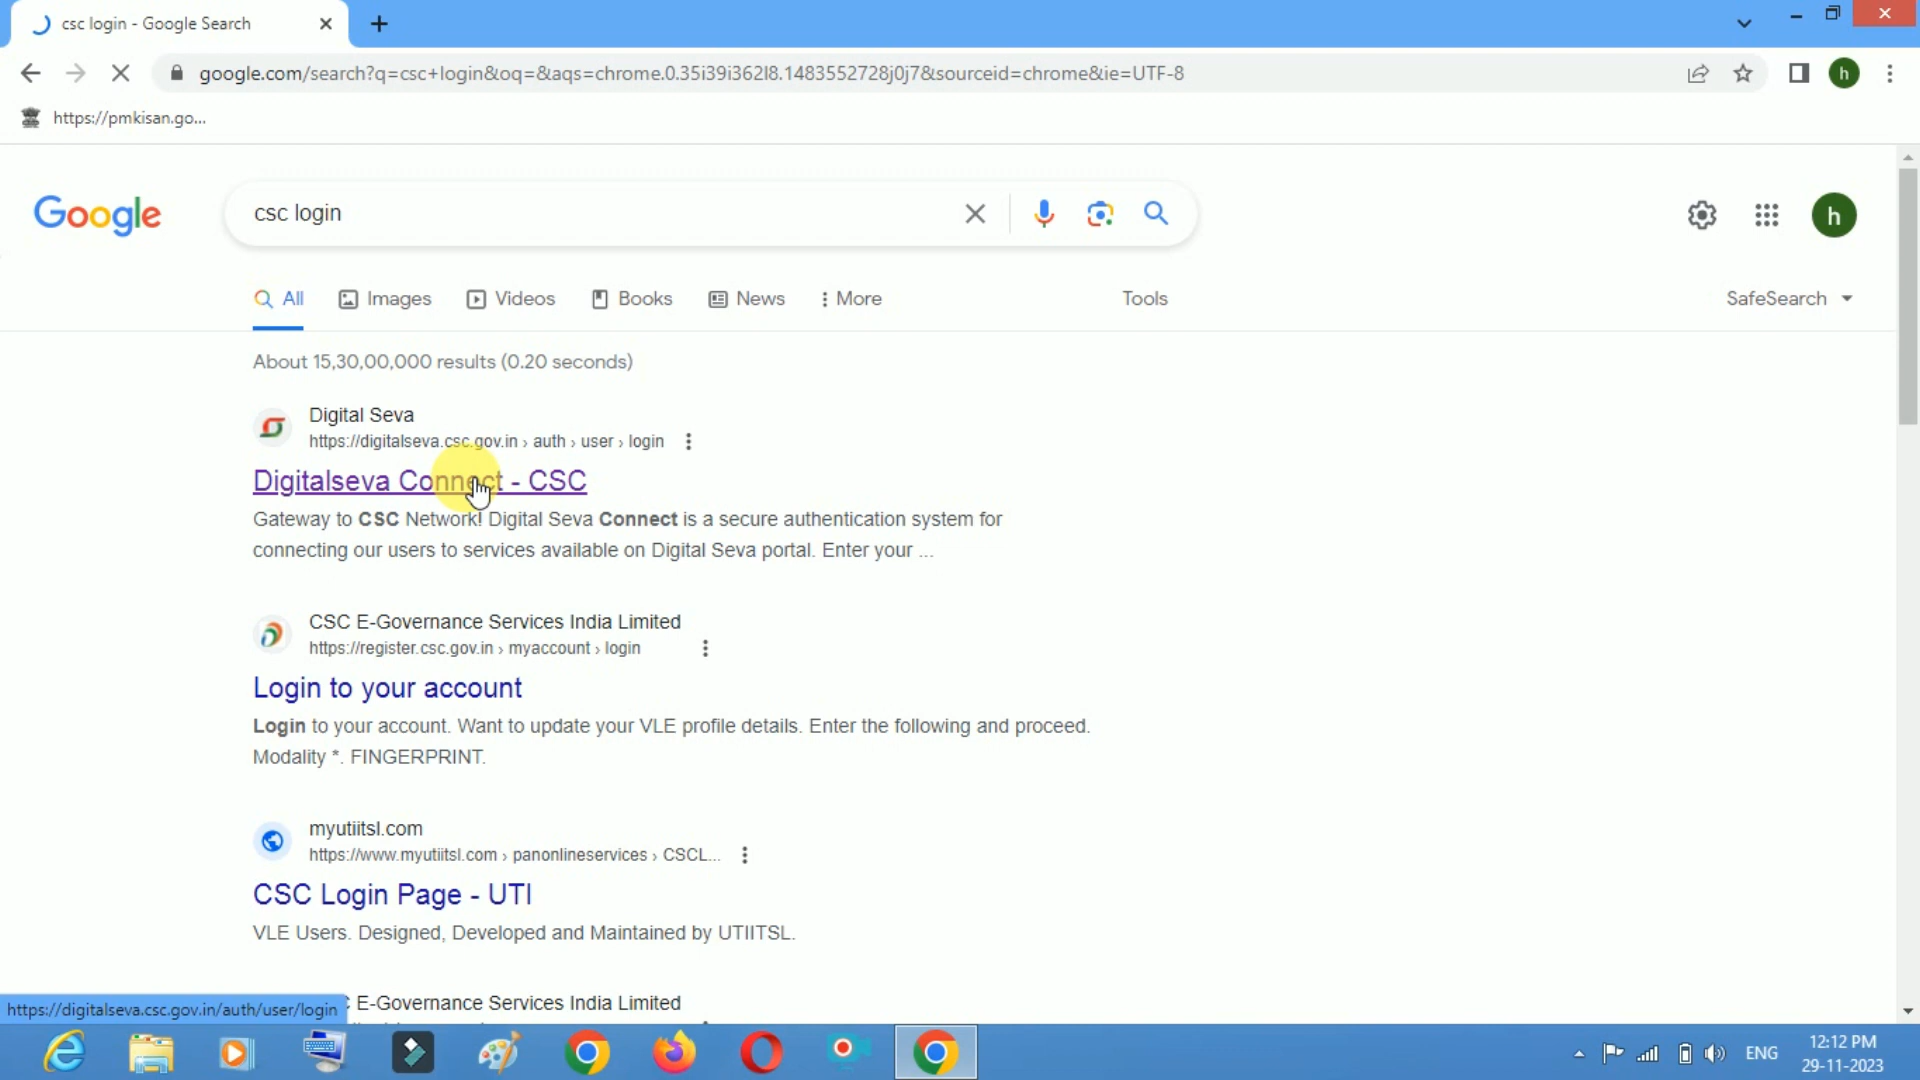 csc login - Google Search
google.com/search?q=csc+login&oq=&aqs=chrome.0.35i39i362l8.1483552728j0j7&sourceid=chrome&ie=UTF-8
h
https://pmkisan.go...
Google
csc login
h
All
Images
Videos
Books
News
More
Tools
SafeSearch
About 15,30,00,000 results (0.20 seconds)
Digital Seva
https://digitalseva.csc.gov.in › auth › user › login
Digitalseva Connect - CSC
Gateway to CSC Network! Digital Seva Connect is a secure authentication system for
connecting our users to services available on Digital Seva portal. Enter your ...
CSC E-Governance Services India Limited
https://register.csc.gov.in › myaccount › login
Login to your account
Login to your account. Want to update your VLE profile details. Enter the following and proceed.
Modality *. FINGERPRINT.
myutiitsl.com
https://www.myutiitsl.com › panonlineservices › CSCL...
CSC Login Page - UTI
VLE Users. Designed, Developed and Maintained by UTIITSL.
E-Governance Services India Limited
https://digitalseva.csc.gov.in/auth/user/login
ENG
12:12 PM
29-11-2023